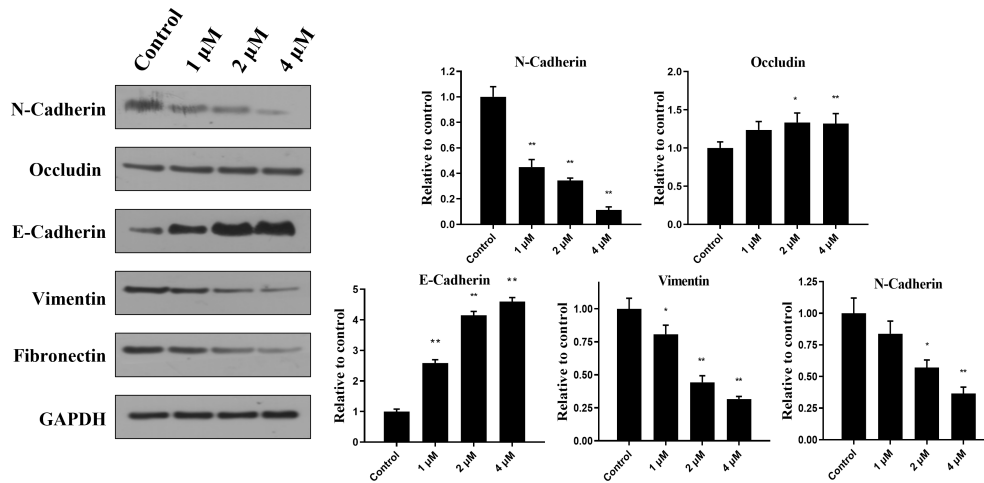 Control 1 μM 2 μM 4 μM
N-Cadherin
Occludin
E-Cadherin
Vimentin
Fibronectin
GAPDH
N-Cadherin
Relative to control
1.2
1.0
0.8
0.6
0.4
0.2
0.0
** ** **
Control 1 μM 2 μM 4 μM
Occludin
Relative to control
2.0
1.5
1.0
0.5
0.0
* **
Control 1 μM 2 μM 4 μM
E-Cadherin
Relative to control
5
4
3
2
1
0
** ** **
Control 1 μM 2 μM 4 μM
Vimentin
Relative to control
1.00
0.75
0.50
0.25
0.00
* ** **
Control 1 μM 2 μM 4 μM
N-Cadherin
Relative to control
1.25
1.00
0.75
0.50
0.25
0.00
* **
Control 1 μM 2 μM 4 μM